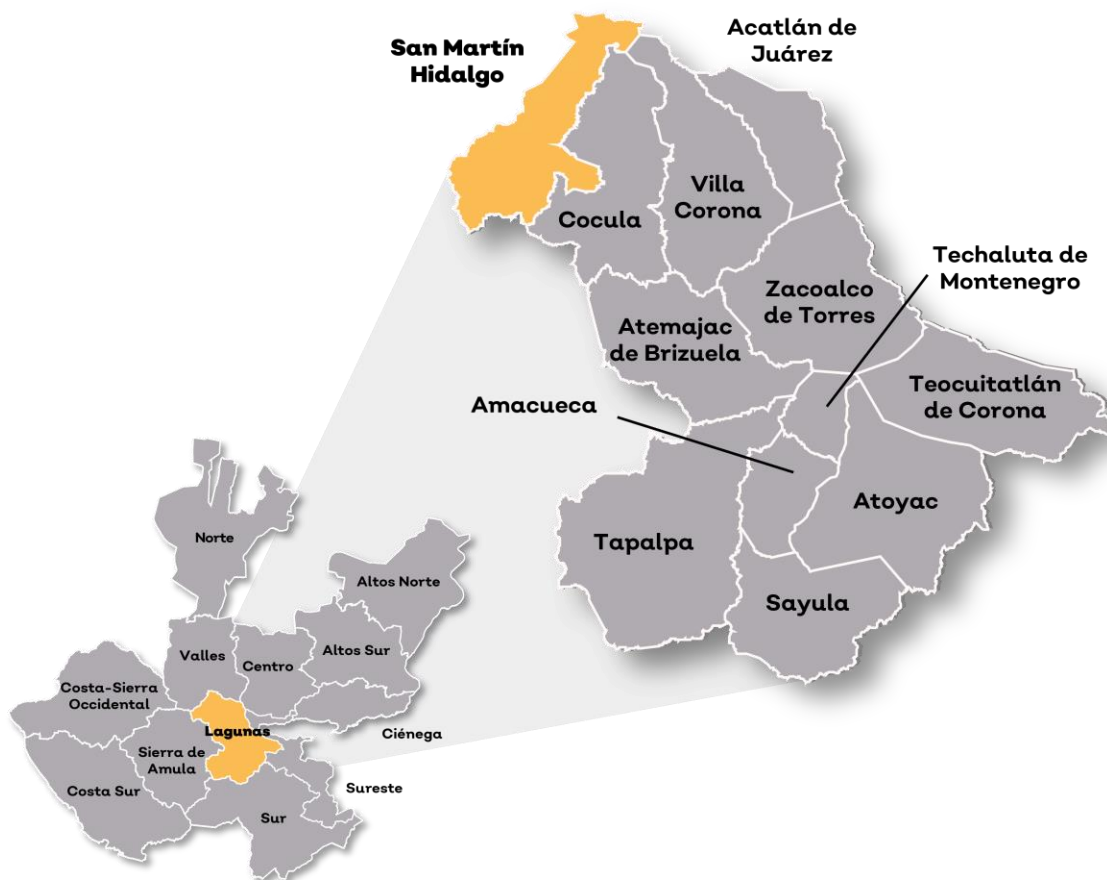 San Martín
Hidalgo
Acatlán de
Juárez
Villa
Corona
Cocula
Techaluta de
Montenegro
Zacoalco
de Torres
Atemajac
de Brizuela
Teocuitatlán
de Corona
Amacueca
Atoyac
Tapalpa
Sayula
Norte
Altos Norte
Valles
Centro
Altos Sur
Costa-Sierra
Occidental
Lagunas
Ciénega
Sierra de
Amula
Costa Sur
Sureste
Sur